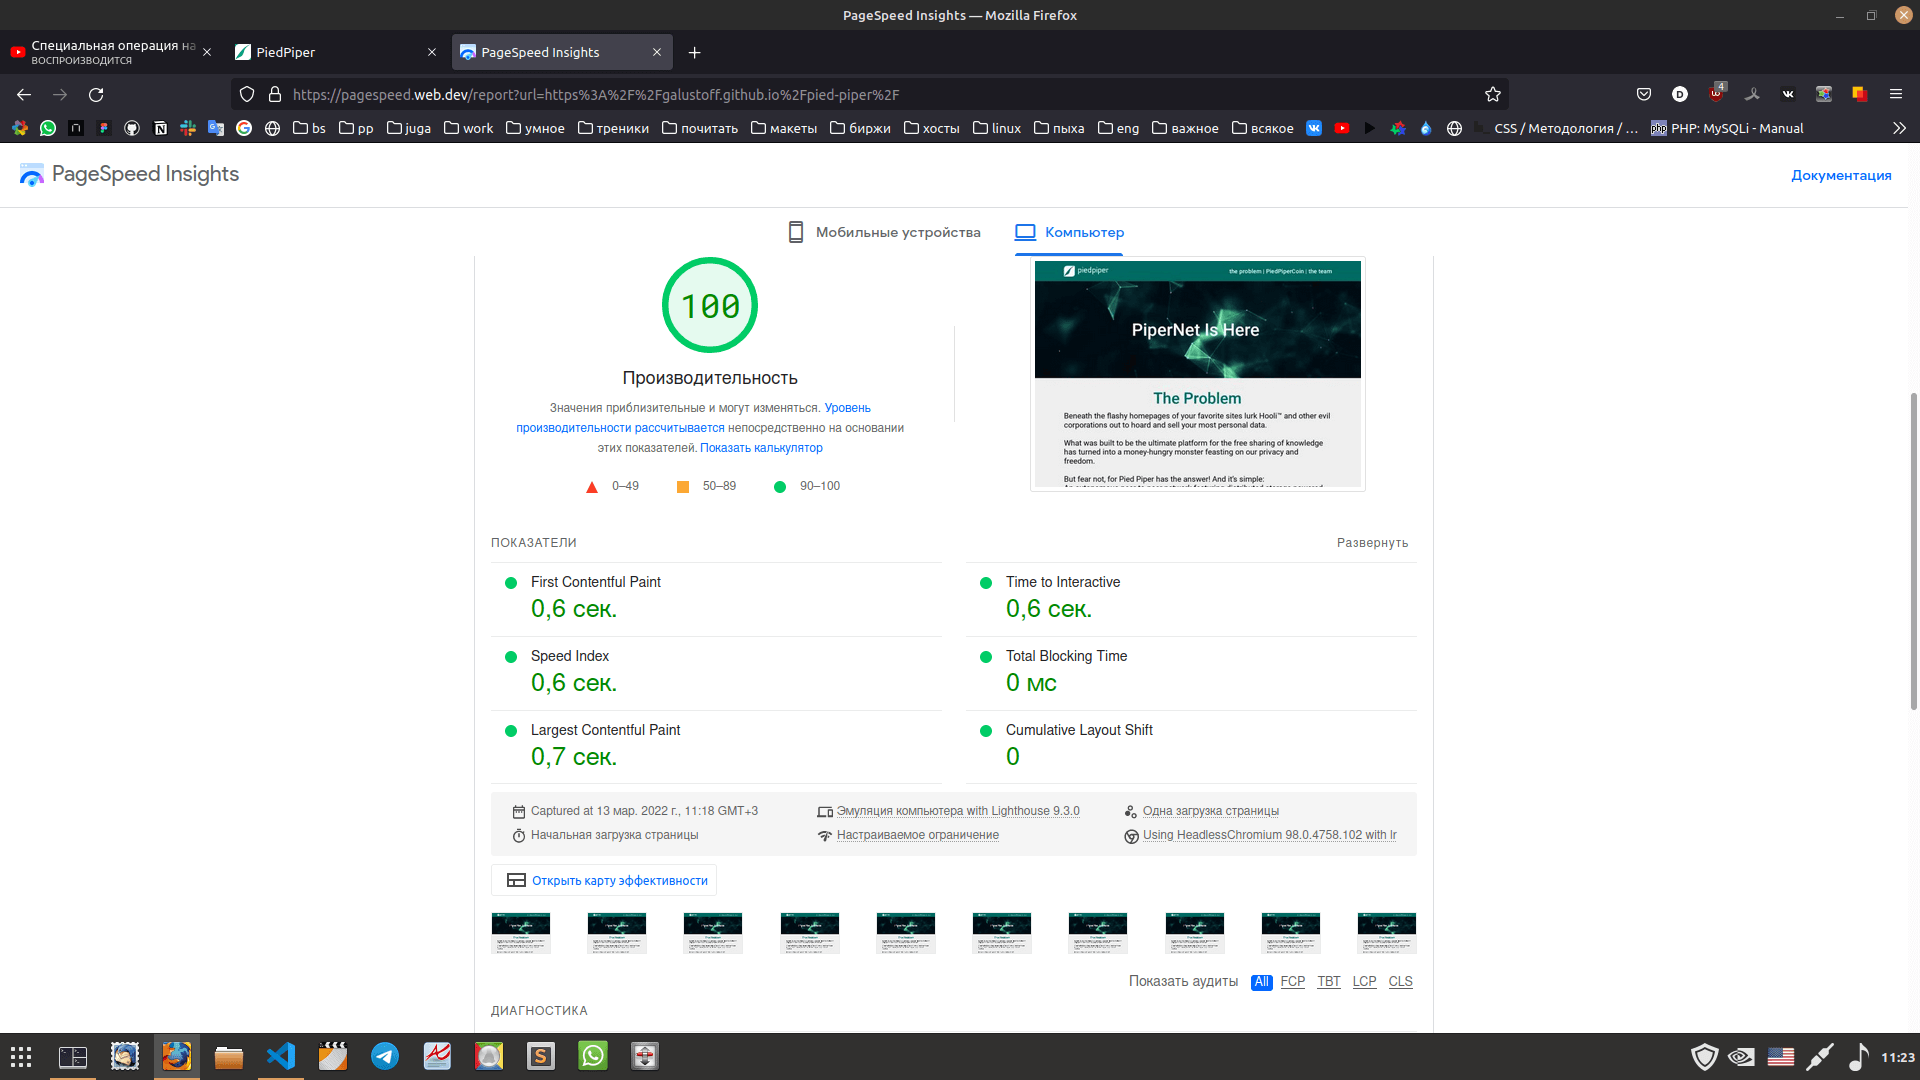 PageSpeed Insights — Mozilla Firefox
Специальная операция на
ВОСПРОИЗВОДИТСЯ
PiedPiper
PageSpeed Insights
https://pagespeed.web.dev/report?url=https%3A%2F%2Fgalustoff.github.io%2Fpied-piper%2F
4
bs
pp
juga
work
умное
треники
почитать
макеты
биржи
хосты
linux
пыха
eng
важное
всякое
CSS / Методология / …
PHP: MySQLi - Manual
PageSpeed Insights
Документация
Мобильные устройства
Компьютер
100
Производительность
Значения приблизительные и могут изменяться. Уровень
производительности рассчитывается непосредственно на основании
этих показателей. Показать калькулятор
0–49
50–89
90–100
piedpiper
the problem | PiedPiperCoin | the team
PiperNet Is Here
The Problem
Beneath the flashy homepages of your favorite sites lurk Hooli™ and other evil
corporations out to hoard and sell your most personal data.
What was built to be the ultimate platform for the free sharing of knowledge
has turned into a money-hungry monster feasting on our privacy and
freedom.
But fear not, for Pied Piper has the answer! And it's simple:
ПОКАЗАТЕЛИ
Развернуть
First Contentful Paint
0,6 сек.
Time to Interactive
0,6 сек.
Speed Index
0,6 сек.
Total Blocking Time
0 мс
Largest Contentful Paint
0,7 сек.
Cumulative Layout Shift
0
Captured at 13 мар. 2022 г., 11:18 GMT+3
Эмуляция компьютера with Lighthouse 9.3.0
Одна загрузка страницы
Начальная загрузка страницы
Настраиваемое ограничение
Using HeadlessChromium 98.0.4758.102 with lr
Открыть карту эффективности
Показать аудиты
All
FCP
TBT
LCP
CLS
ДИАГНОСТИКА
11:23